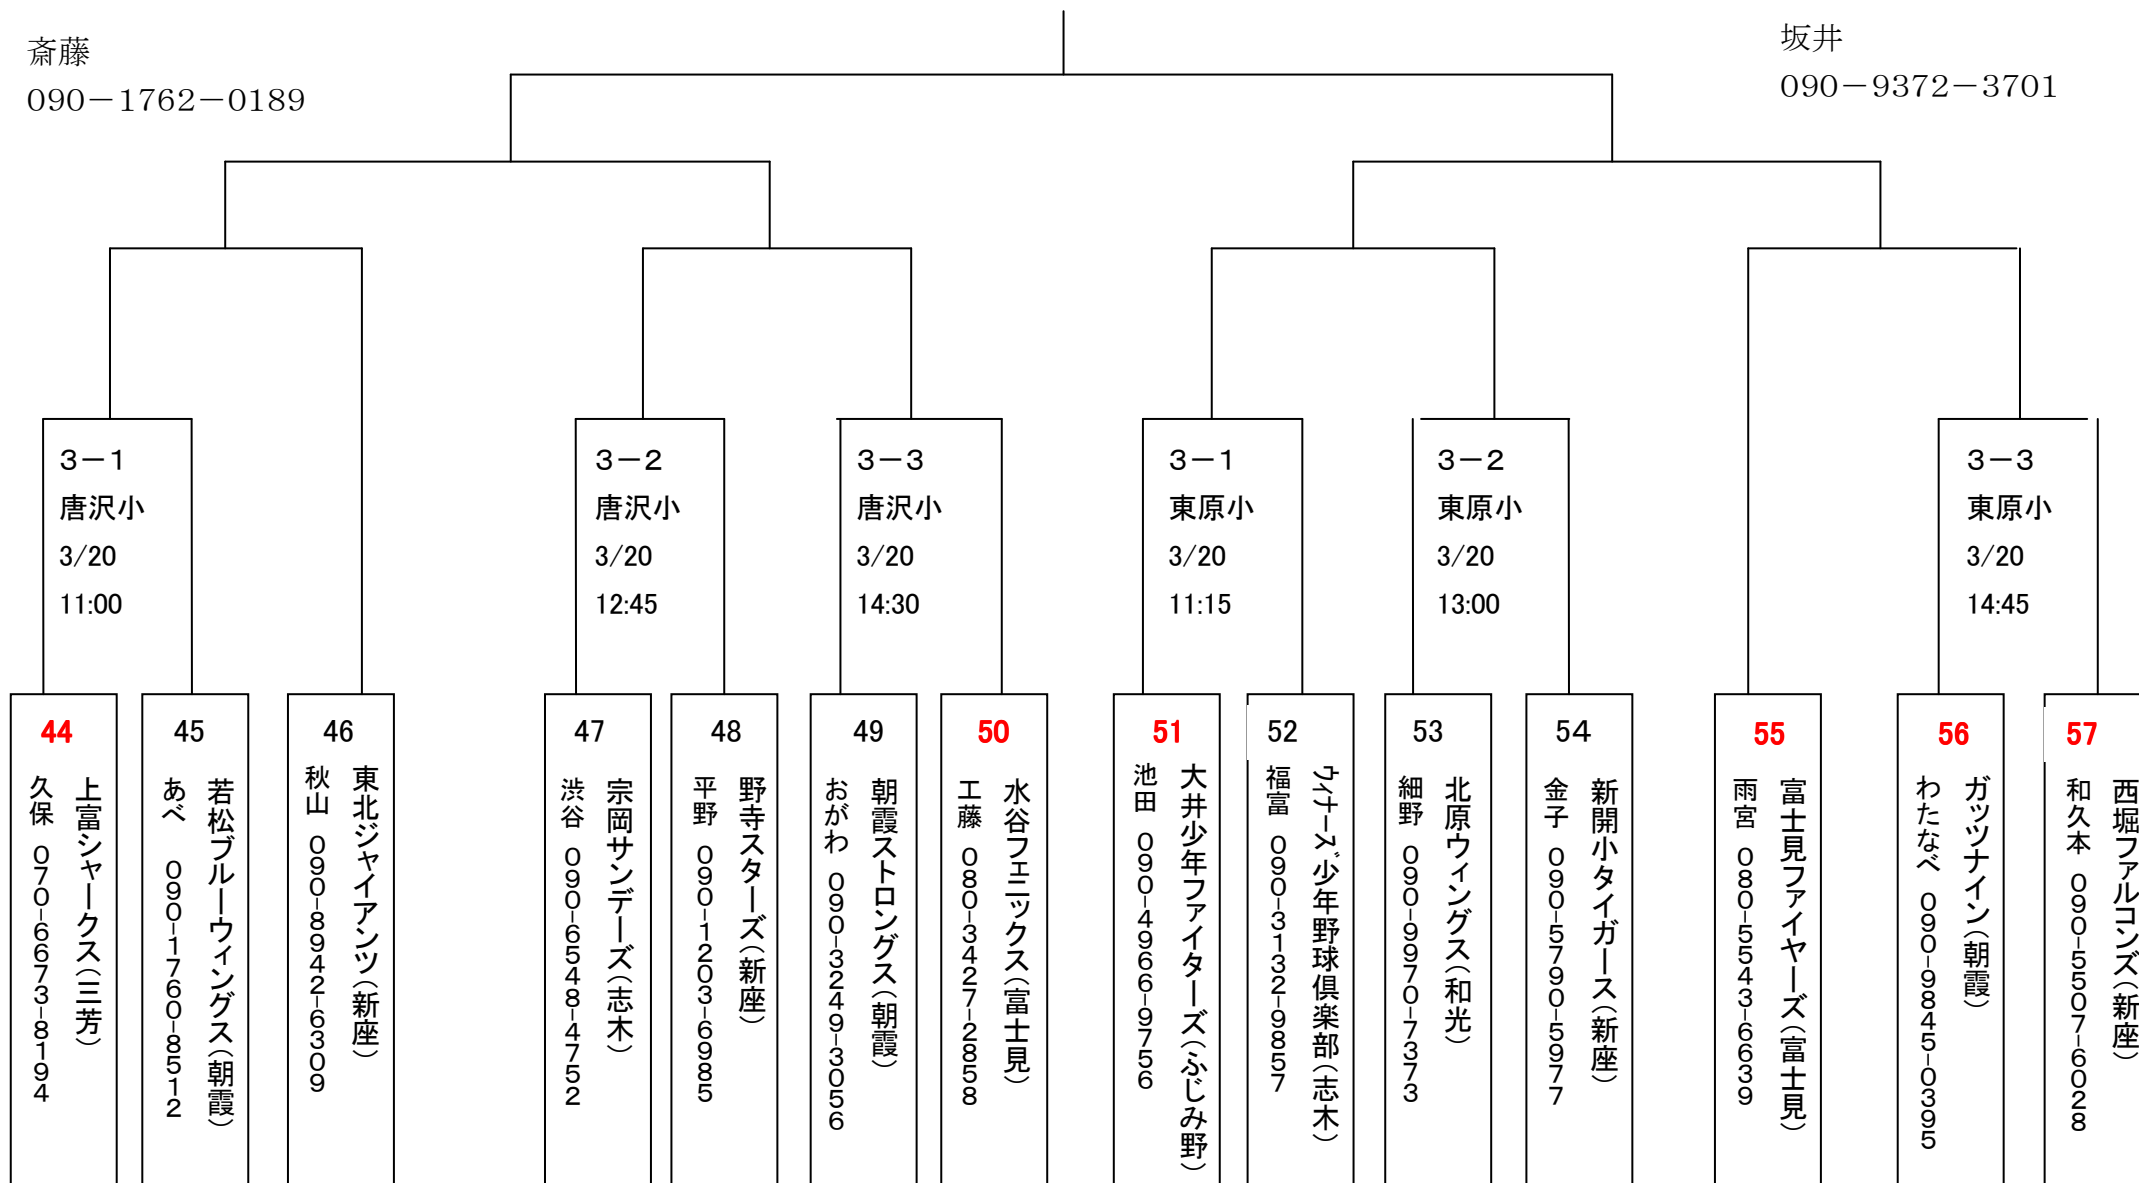 斎藤
090－1762－0189
坂井
090－9372－3701
3－1
唐沢小
3/20
11:00
3－2
唐沢小
3/20
12:45
3－3
唐沢小
3/20
14:30
3－1
東原小
3/20
11:15
3－2
東原小
3/20
13:00
3－3
東原小
3/20
14:45
44
上富シャークス（三芳）
久保 070-6673-8194
45
若松ブルーウィングス（朝霞）
あべ 090-1760-8512
46
東北ジャイアンツ（新座）
秋山 090-8942-6309
47
宗岡サンデーズ（志木）
渋谷 090-6548-4752
48
野寺スターズ（新座）
平野 090-1203-6985
49
朝霞ストロングス（朝霞）
おがわ 090-3249-3056
50
水谷フェニックス（富士見）
工藤 080-3427-2858
51
大井少年ファイターズ（ふじみ野）
池田 090-4966-9756
52
ウィナーズ少年野球倶楽部（志木）
福富 090-3132-9857
53
北原ウィングス（和光）
細野 090-9970-7373
54
新開小タイガース（新座）
金子 090-5790-5977
55
富士見ファイヤーズ（富士見）
雨宮 080-5543-6639
56
ガッツナイン（朝霞）
わたなべ 090-9845-0395
57
西堀ファルコンズ（新座）
和久本 090-5507-6028